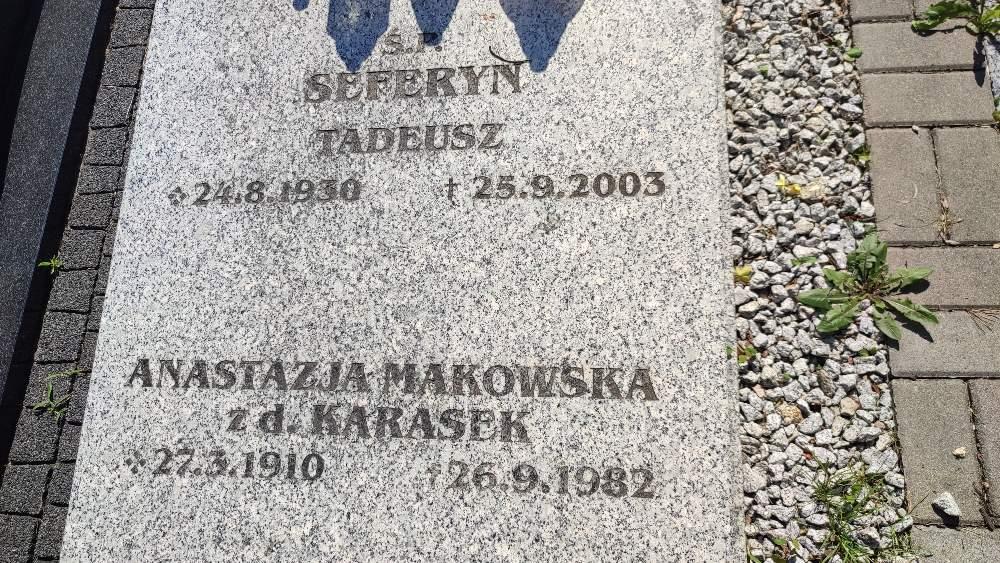 Ś.P.
SEFERYN
TADEUSZ
24.8.1930 † 25.9.2003
ANASTAZJA MAKOWSKA
z d. KARASEK
27.3.1910 † 26.9.1982